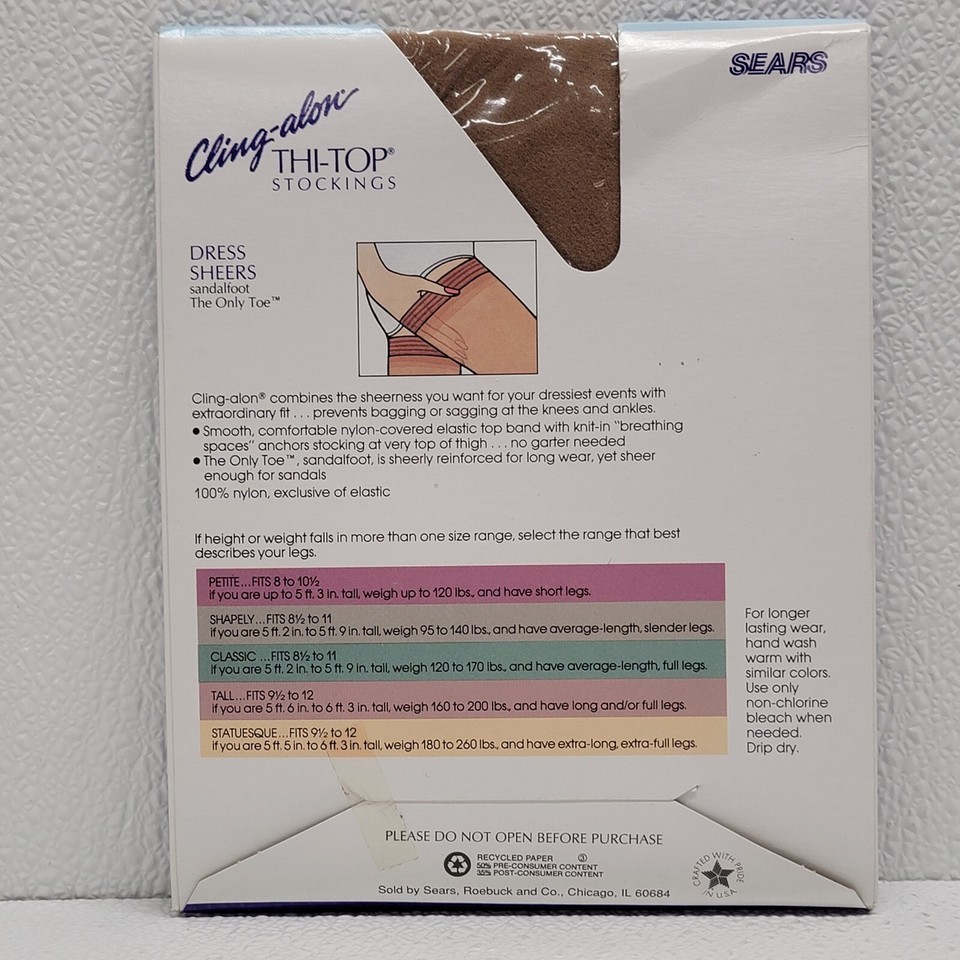 SEARS
Cling-alon®
THI-TOP®
STOCKINGS
DRESS
SHEERS
sandalfoot
The Only Toe™
Cling-alon® combines the sheerness you want for your dressiest events with
extraordinary fit . . . prevents bagging or sagging at the knees and ankles.
● Smooth, comfortable nylon-covered elastic top band with knit-in "breathing
spaces" anchors stocking at very top of thigh . . . no garter needed
● The Only Toe™, sandalfoot, is sheerly reinforced for long wear, yet sheer
enough for sandals
100% nylon, exclusive of elastic
If height or weight falls in more than one size range, select the range that best
describes your legs.
PETITE...FITS 8 to 10½
if you are up to 5 ft. 3 in. tall, weigh up to 120 lbs., and have short legs.
SHAPELY...FITS 8½ to 11
if you are 5 ft. 2 in. to 5 ft. 9 in. tall, weigh 95 to 140 lbs., and have average-length, slender legs.
CLASSIC ...FITS 8½ to 11
if you are 5 ft. 2 in. to 5 ft. 9 in. tall, weigh 120 to 170 lbs., and have average-length, full legs.
TALL...FITS 9½ to 12
if you are 5 ft. 6 in. to 6 ft. 3 in. tall, weigh 160 to 200 lbs., and have long and/or full legs.
STATUESQUE...FITS 9½ to 12
if you are 5 ft. 5 in. to 6 ft. 3 in. tall, weigh 180 to 260 lbs., and have extra-long, extra-full legs.
For longer
lasting wear,
hand wash
warm with
similar colors.
Use only
non-chlorine
bleach when
needed.
Drip dry.
PLEASE DO NOT OPEN BEFORE PURCHASE
RECYCLED PAPER ③
50% PRE-CONSUMER CONTENT
35% POST-CONSUMER CONTENT
Sold by Sears, Roebuck and Co., Chicago, IL 60684
CRAFTED WITH PRIDE
IN U.S.A.